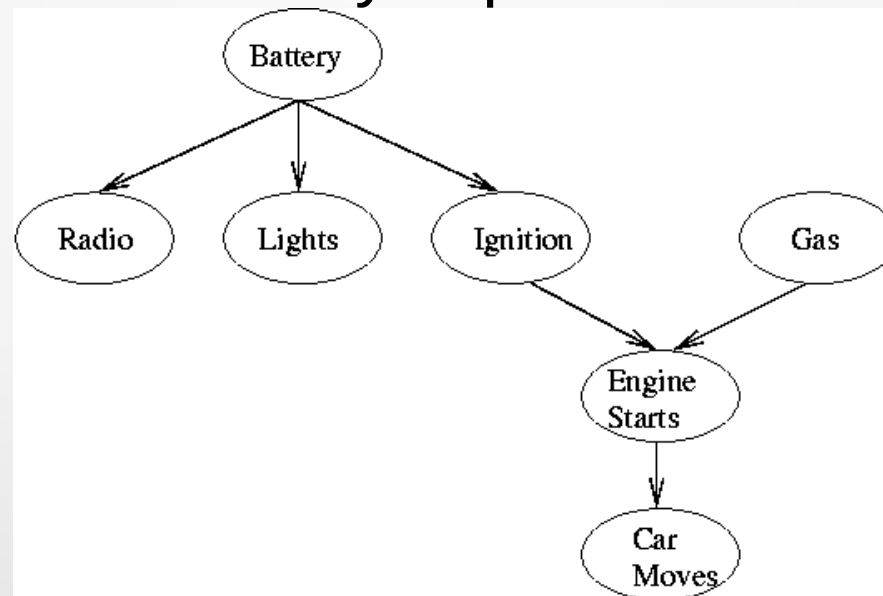 Battery
Radio
Lights
Ignition
Gas
Engine
Starts
Car
Moves